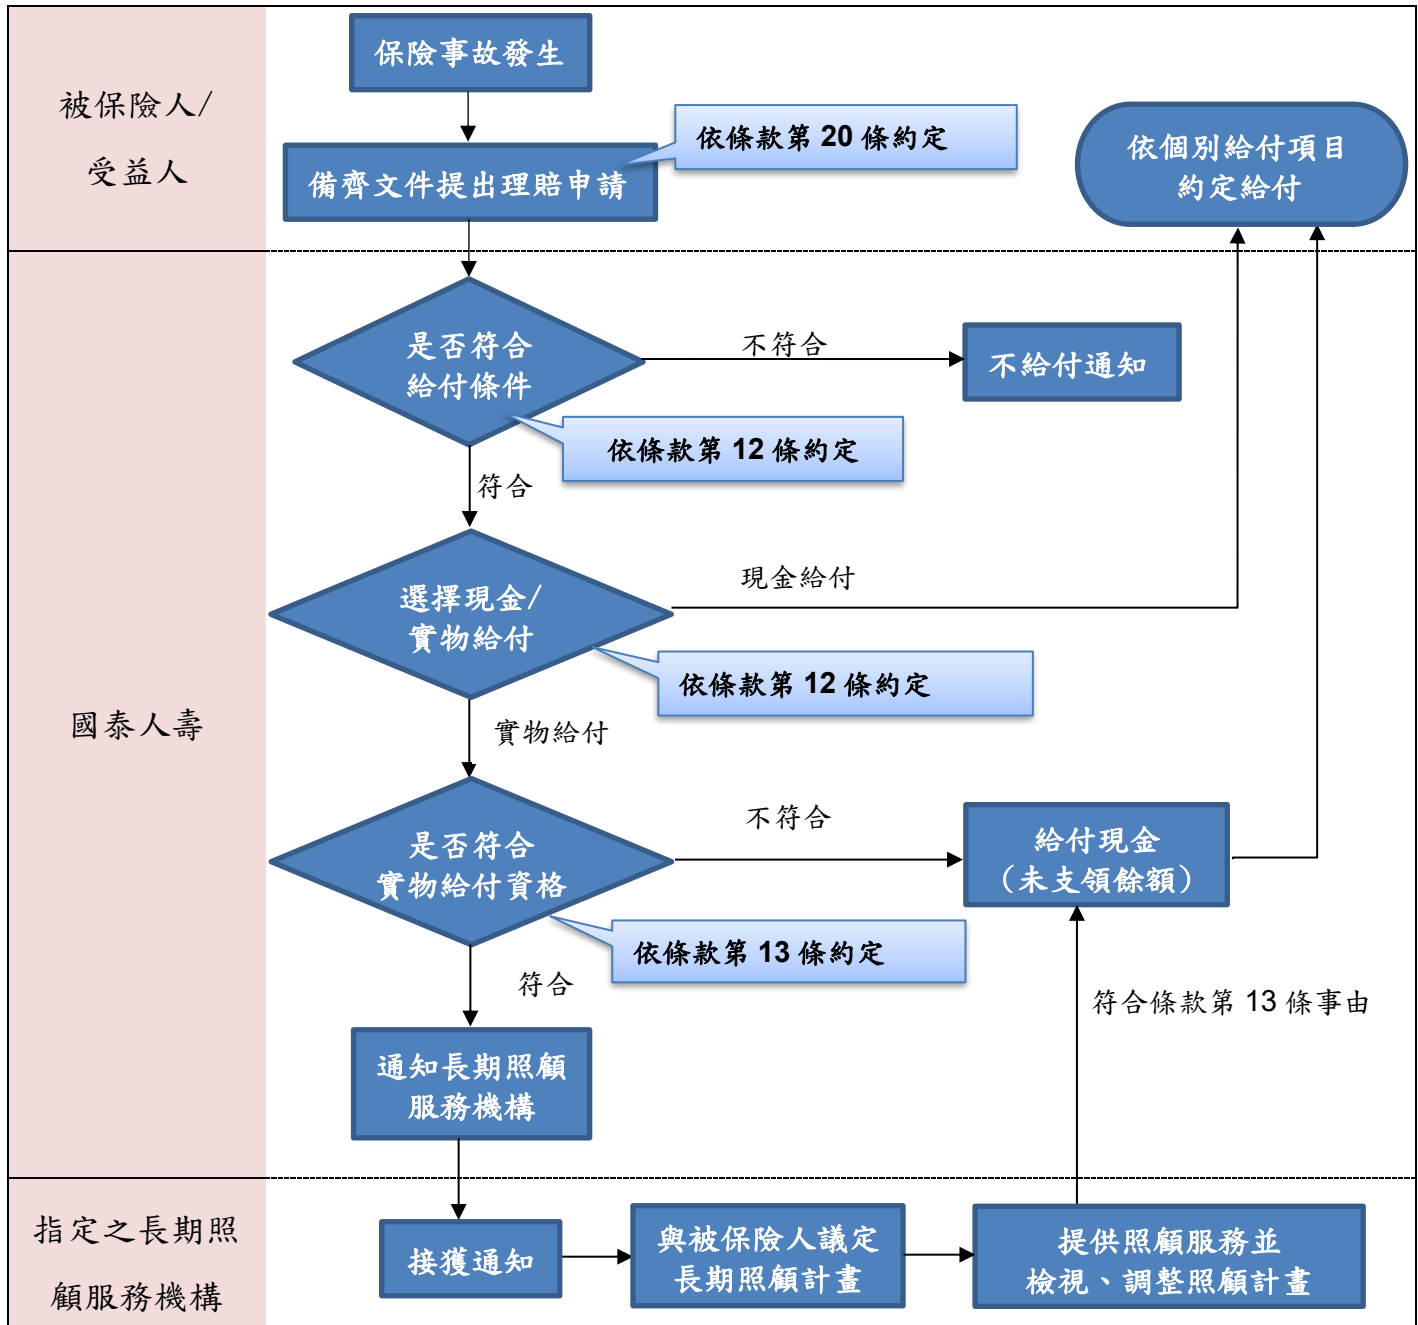 被保險人/
受益人
保險事故發生
備齊文件提出理賠申請
依條款第 20 條約定
依個別給付項目
約定給付
國泰人壽
是否符合
給付條件
不符合
不給付通知
依條款第 12 條約定
符合
選擇現金/
實物給付
現金給付
依條款第 12 條約定
實物給付
是否符合
實物給付資格
不符合
給付現金
（未支領餘額）
依條款第 13 條約定
符合
符合條款第 13 條事由
通知長期照顧
服務機構
指定之長期照
顧服務機構
接獲通知
與被保險人議定
長期照顧計畫
提供照顧服務並
檢視、調整照顧計畫